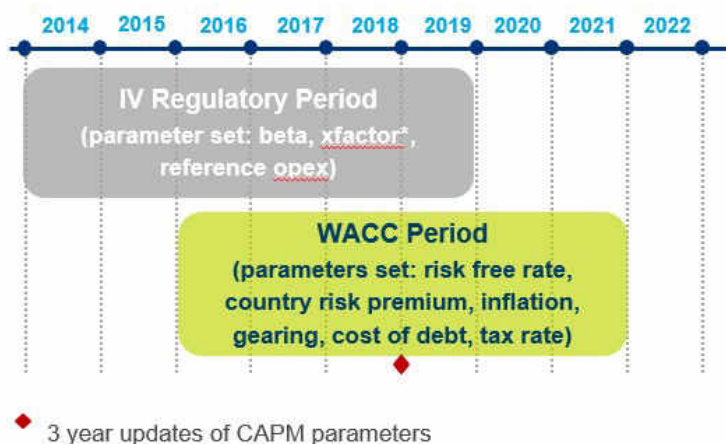 2014 2015 2016 2017 2018 2019 2020 2021 2022
IV Regulatory Period
(parameter set: beta, xfactor*,
reference opex)
WACC Period
(parameters set: risk free rate,
country risk premium, inflation,
gearing, cost of debt, tax rate)
3 year updates of CAPM parameters